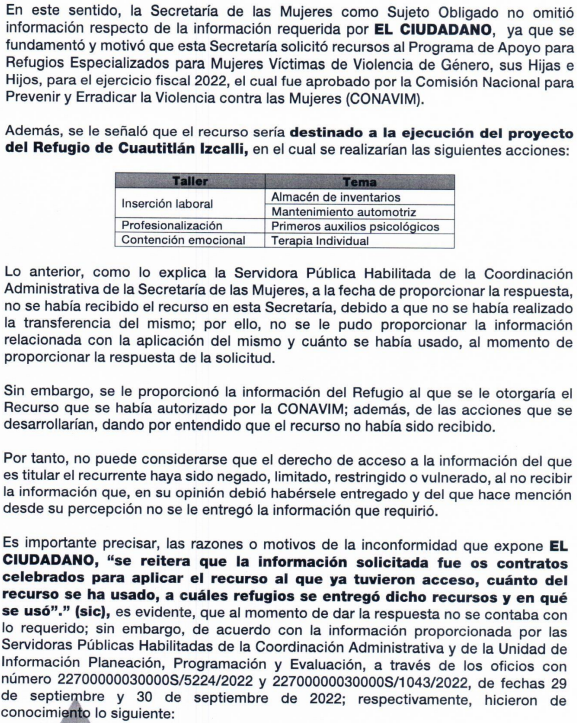 En este sentido, la Secretaría de las Mujeres como Sujeto Obligado no omitió
información respecto de la información requerida por EL CIUDADANO, ya que se
fundamentó y motivó que esta Secretaría solicitó recursos al Programa de Apoyo para
Refugios Especializados para Mujeres Víctimas de Violencia de Género, sus Hijas e
Hijos, para el ejercicio fiscal 2022, el cual fue aprobado por la Comisión Nacional para
Prevenir y Erradicar la Violencia contra las Mujeres (CONAVIM).
Además, se le señaló que el recurso sería destinado a la ejecución del proyecto
del Refugio de Cuautitlán Izcalli, en el cual se realizarían las siguientes acciones:
Taller Tema
Inserción laboral Almacén de inventarios
Mantenimiento automotriz
Profesionalización Primeros auxilios psicológicos
Contención emocional Terapia Individual
Lo anterior, como lo explica la Servidora Pública Habilitada de la Coordinación
Administrativa de la Secretaría de las Mujeres, a la fecha de proporcionar la respuesta,
no se había recibido el recurso en esta Secretaría, debido a que no se había realizado
la transferencia del mismo; por ello, no se le pudo proporcionar la información
relacionada con la aplicación del mismo y cuánto se había usado, al momento de
proporcionar la respuesta de la solicitud.
Sin embargo, se le proporcionó la información del Refugio al que se le otorgaría el
Recurso que se había autorizado por la CONAVIM; además, de las acciones que se
desarrollarían, dando por entendido que el recurso no había sido recibido.
Por tanto, no puede considerarse que el derecho de acceso a la información del que
es titular el recurrente haya sido negado, limitado, restringido o vulnerado, al no recibir
la información que, en su opinión debió habérsele entregado y del que hace mención
desde su percepción no se le entregó la información que requirió.
Es importante precisar, las razones o motivos de la inconformidad que expone EL
CIUDADANO, “se reitera que la información solicitada fue os contratos
celebrados para aplicar el recurso al que ya tuvieron acceso, cuánto del
recurso se ha usado, a cuáles refugios se entregó dicho recursos y en qué
se usó”.” (sic), es evidente, que al momento de dar la respuesta no se contaba con
lo requerido; sin embargo, de acuerdo con la información proporcionada por las
Servidoras Públicas Habilitadas de la Coordinación Administrativa y de la Unidad de
Información Planeación, Programación y Evaluación, a través de los oficios con
número 22700000030000S/5224/2022 y 22700000030000S/1043/2022, de fechas 29
de septiembre y 30 de septiembre de 2022; respectivamente, hicieron de
conocimiento lo siguiente: